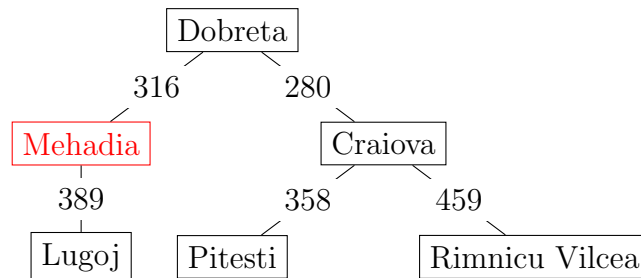 Dobreta
316 280
Mehadia Craiova
389 358 459
Lugoj Pitesti Rimnicu Vilcea